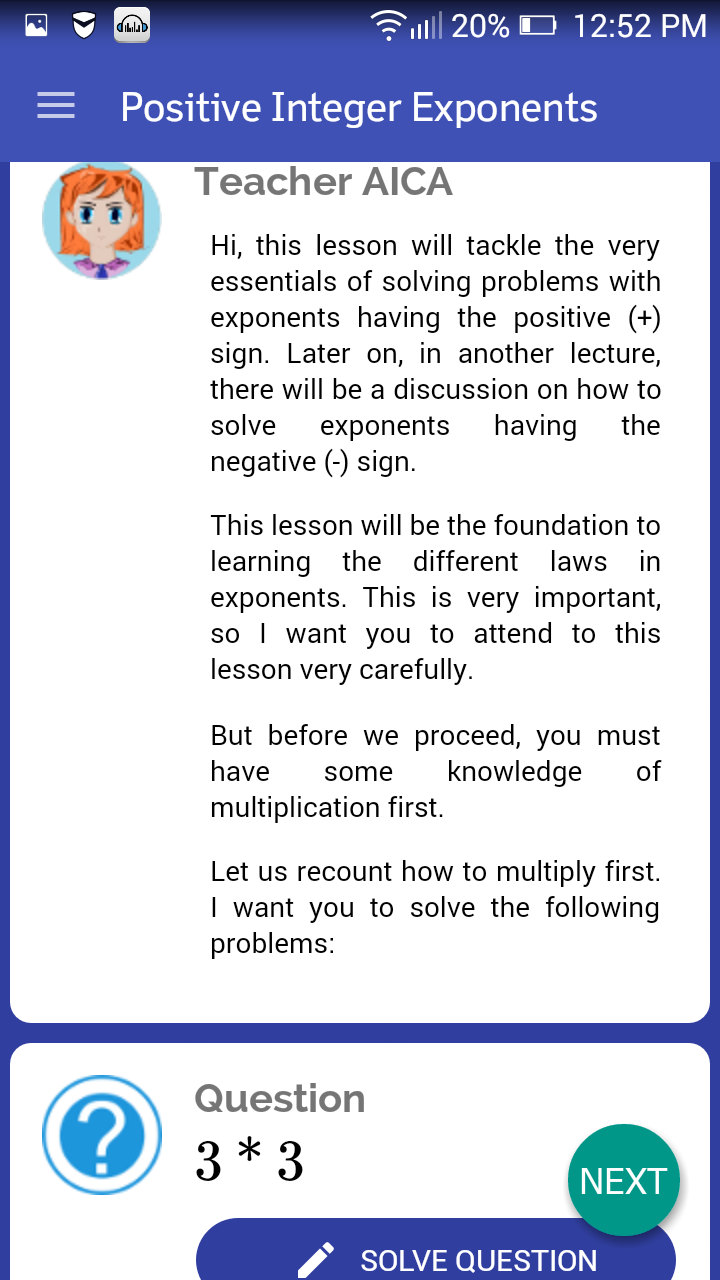 20% 12:52 PM
Positive Integer Exponents
Teacher AICA
Hi, this lesson will tackle the very
essentials of solving problems with
exponents having the positive (+)
sign. Later on, in another lecture,
there will be a discussion on how to
solve exponents having the
negative (-) sign.
This lesson will be the foundation to
learning the different laws in
exponents. This is very important,
so I want you to attend to this
lesson very carefully.
But before we proceed, you must
have some knowledge of
multiplication first.
Let us recount how to multiply first.
I want you to solve the following
problems:
Question
3 * 3
NEXT
SOLVE QUESTION